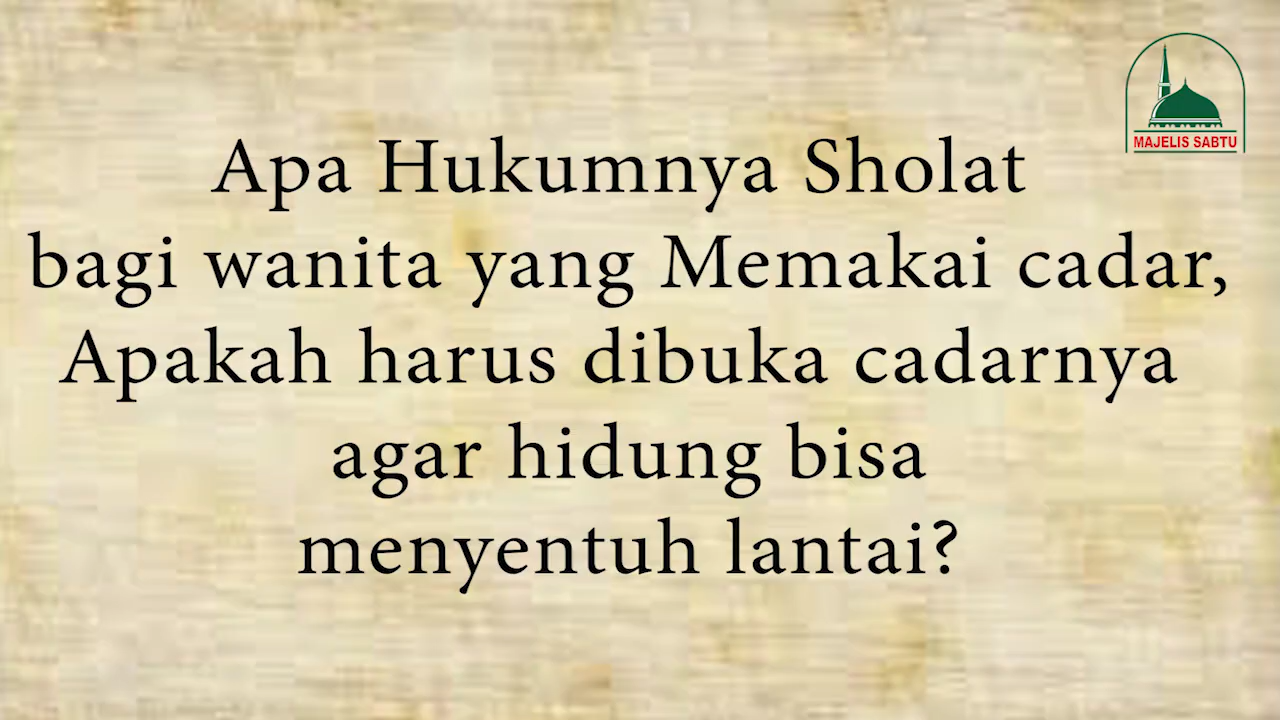 MAJELIS SABTU
Apa Hukumnya Sholat
bagi wanita yang Memakai cadar,
Apakah harus dibuka cadarnya
agar hidung bisa
menyentuh lantai?